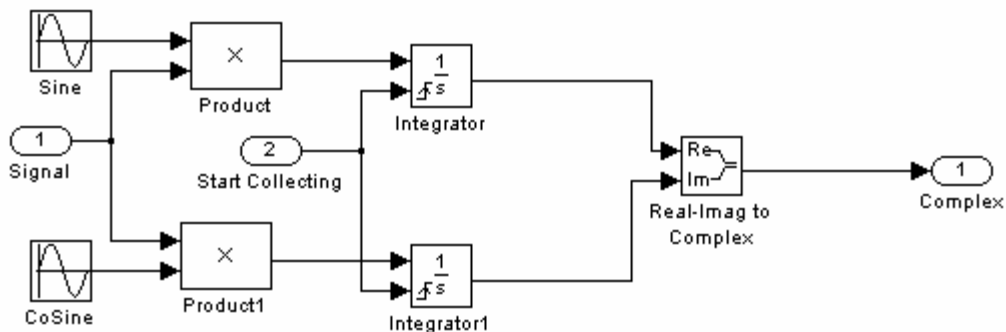 Sine
×
Product
1
s
Integrator
1
Signal
2
Start Collecting
Re
Im
Real-Imag to
Complex
1
Complex
CoSine
×
Product1
1
s
Integrator1